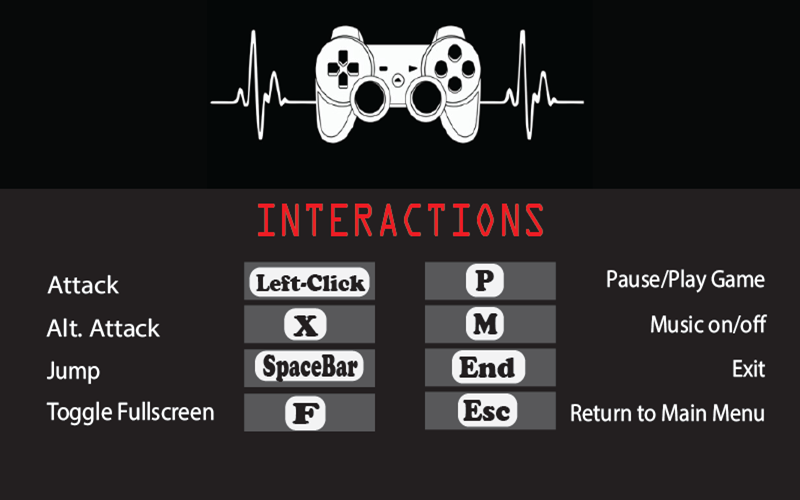 INTERACTIONS
Attack Left-Click P Pause/Play Game
Alt. Attack X M Music on/off
Jump SpaceBar End Exit
Toggle Fullscreen F Esc Return to Main Menu